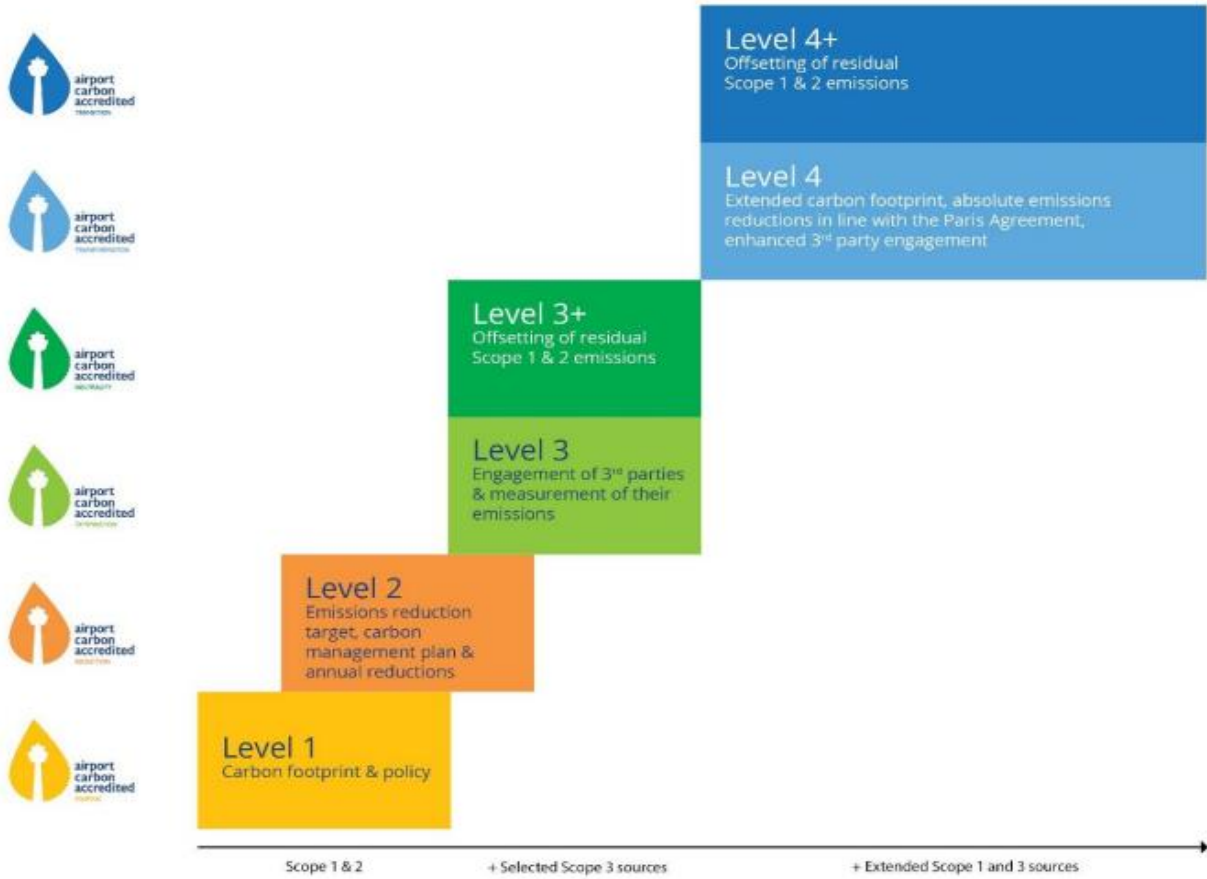 Level 4+
Offsetting of residual
Scope 1 & 2 emissions
airport
carbon
accredited
TRANSITION
Level 4
Extended carbon footprint, absolute emissions
reductions in line with the Paris Agreement,
enhanced 3rd party engagement
airport
carbon
accredited
TRANSFORMATION
Level 3+
Offsetting of residual
Scope 1 & 2 emissions
airport
carbon
accredited
NEUTRALITY
Level 3
Engagement of 3rd parties
& measurement of their
emissions
airport
carbon
accredited
Level 2
Emissions reduction
target, carbon
management plan &
annual reductions
airport
carbon
accredited
REDUCTION
Level 1
Carbon footprint & policy
airport
carbon
accredited
Scope 1 & 2
+ Selected Scope 3 sources
+ Extended Scope 1 and 3 sources